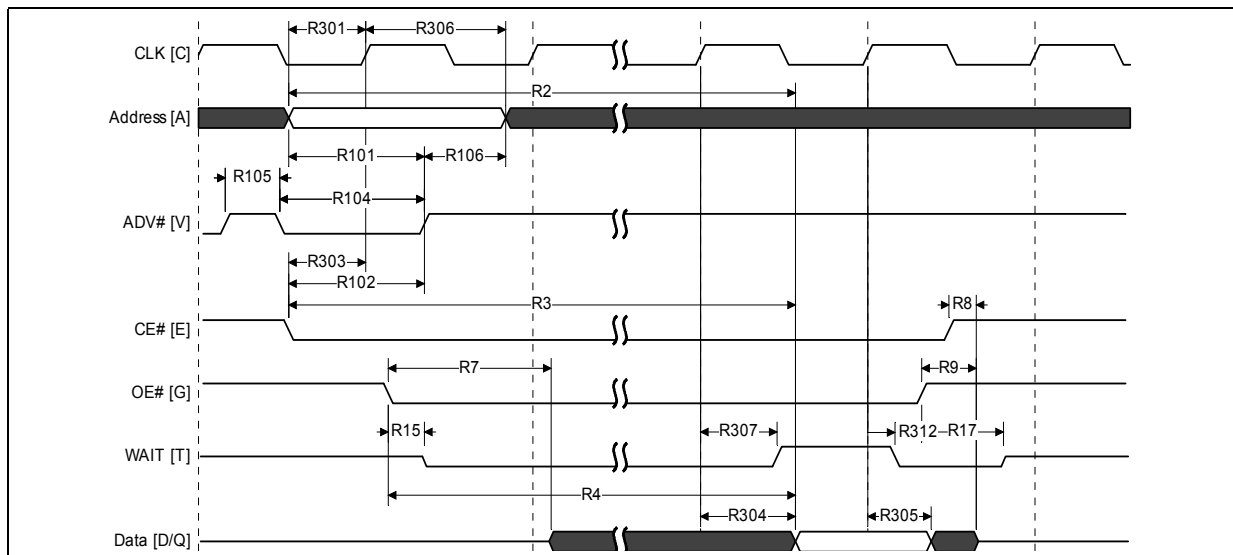 R301 R306
CLK [C]
R2
Address [A]
R101 R106
R105
R104
ADV# [V]
R303
R102
R3
R8
CE# [E]
R7
R9
OE# [G]
R15
R307
R312 R17
WAIT [T]
R4
R304
R305
Data [D/Q]